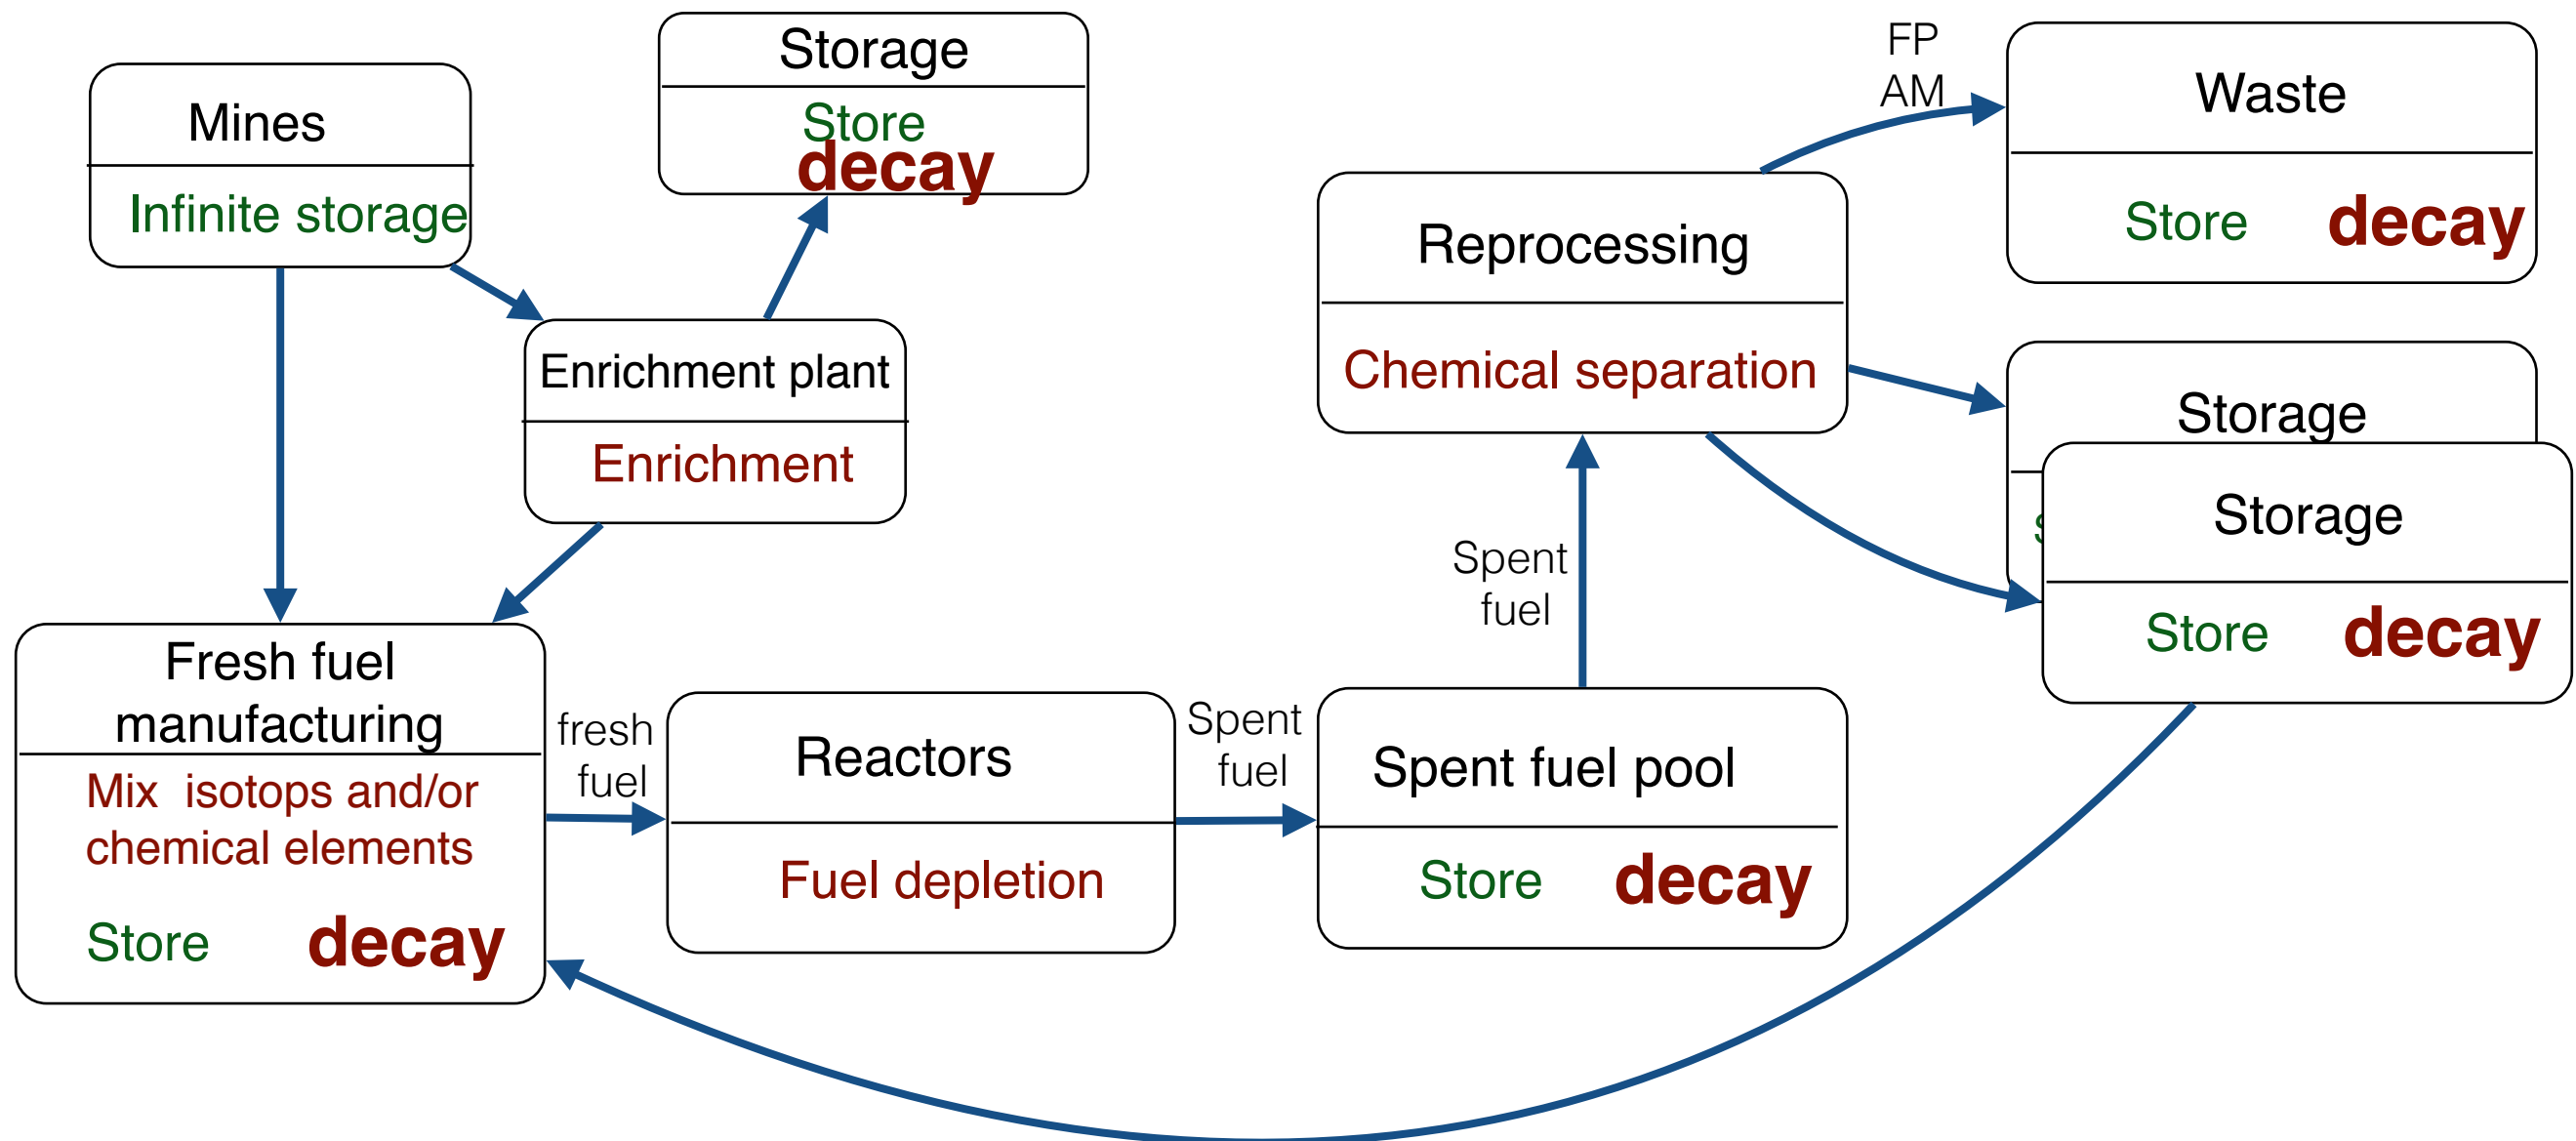 Mines
Infinite storage
Storage
Store
decay
Enrichment plant
Enrichment
Fresh fuel
manufacturing
Mix  isotops and/or
chemical elements
Store decay
fresh
fuel
Reactors
Fuel depletion
Spent
fuel
Spent fuel pool
Store decay
Spent
fuel
Reprocessing
Chemical separation
FP
AM
Waste
Store decay
Storage
Storage
Store decay